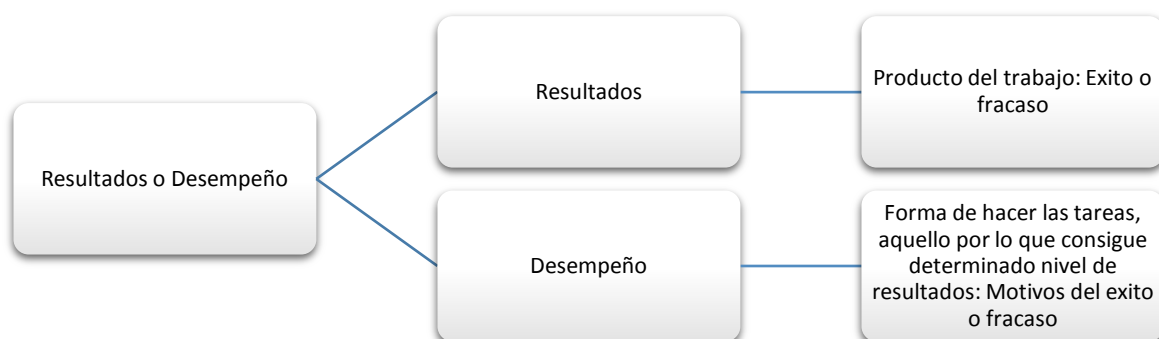 Resultados o Desempeño
Resultados
Producto del trabajo: Exito o
fracaso
Desempeño
Forma de hacer las tareas,
aquello por lo que consigue
determinado nivel de
resultados: Motivos del exito
o fracaso